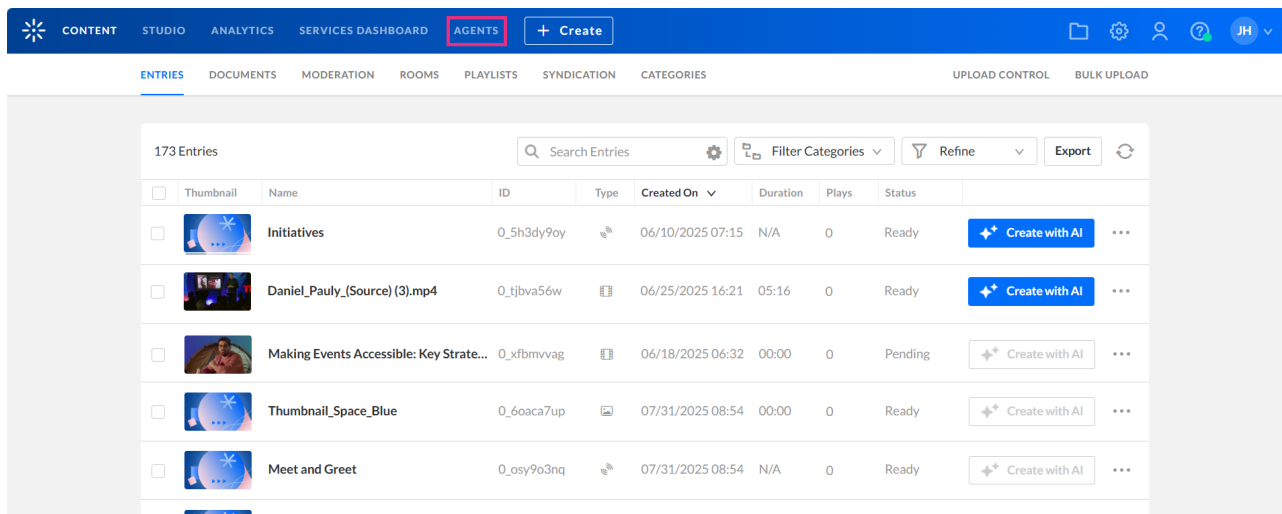 CONTENT STUDIO ANALYTICS SERVICES DASHBOARD AGENTS + Create JH
ENTRIES DOCUMENTS MODERATION ROOMS PLAYLISTS SYNDICATION CATEGORIES UPLOAD CONTROL BULK UPLOAD
173 Entries Search Entries Filter Categories Refine Export
Thumbnail Name ID Type Created On Duration Plays Status
Initiatives 0_5h3dy9oy 06/10/2025 07:15 N/A 0 Ready Create with AI
Daniel_Pauly_(Source) (3).mp4 0_tjbva56w 06/25/2025 16:21 05:16 0 Ready Create with AI
Making Events Accessible: Key Strate... 0_xfbmvvag 06/18/2025 06:32 00:00 0 Pending Create with AI
Thumbnail_Space_Blue 0_6oaca7up 07/31/2025 08:54 00:00 0 Ready Create with AI
Meet and Greet 0_osy9o3nq 07/31/2025 08:54 N/A 0 Ready Create with AI